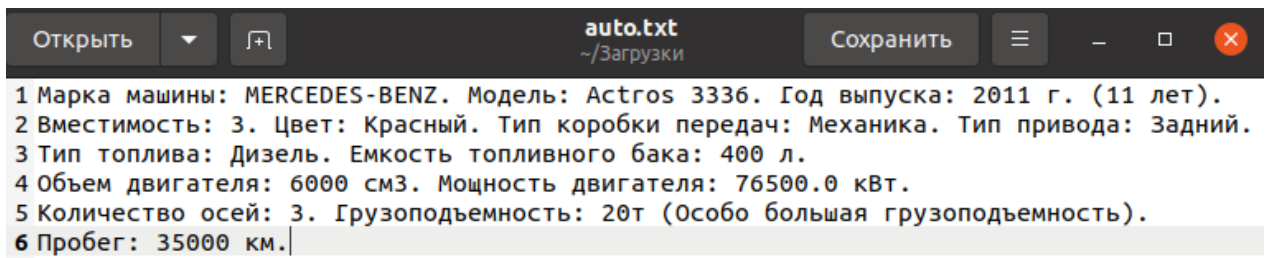 Открыть
auto.txt
~/Загрузки
Сохранить
1 Марка машины: MERCEDES-BENZ. Модель: Actros 3336. Год выпуска: 2011 г. (11 лет).
2 Вместимость: 3. Цвет: Красный. Тип коробки передач: Механика. Тип привода: Задний.
3 Тип топлива: Дизель. Емкость топливного бака: 400 л.
4 Объем двигателя: 6000 см3. Мощность двигателя: 76500.0 кВт.
5 Количество осей: 3. Грузоподъемность: 20т (Особо большая грузоподъемность).
6 Пробег: 35000 км.